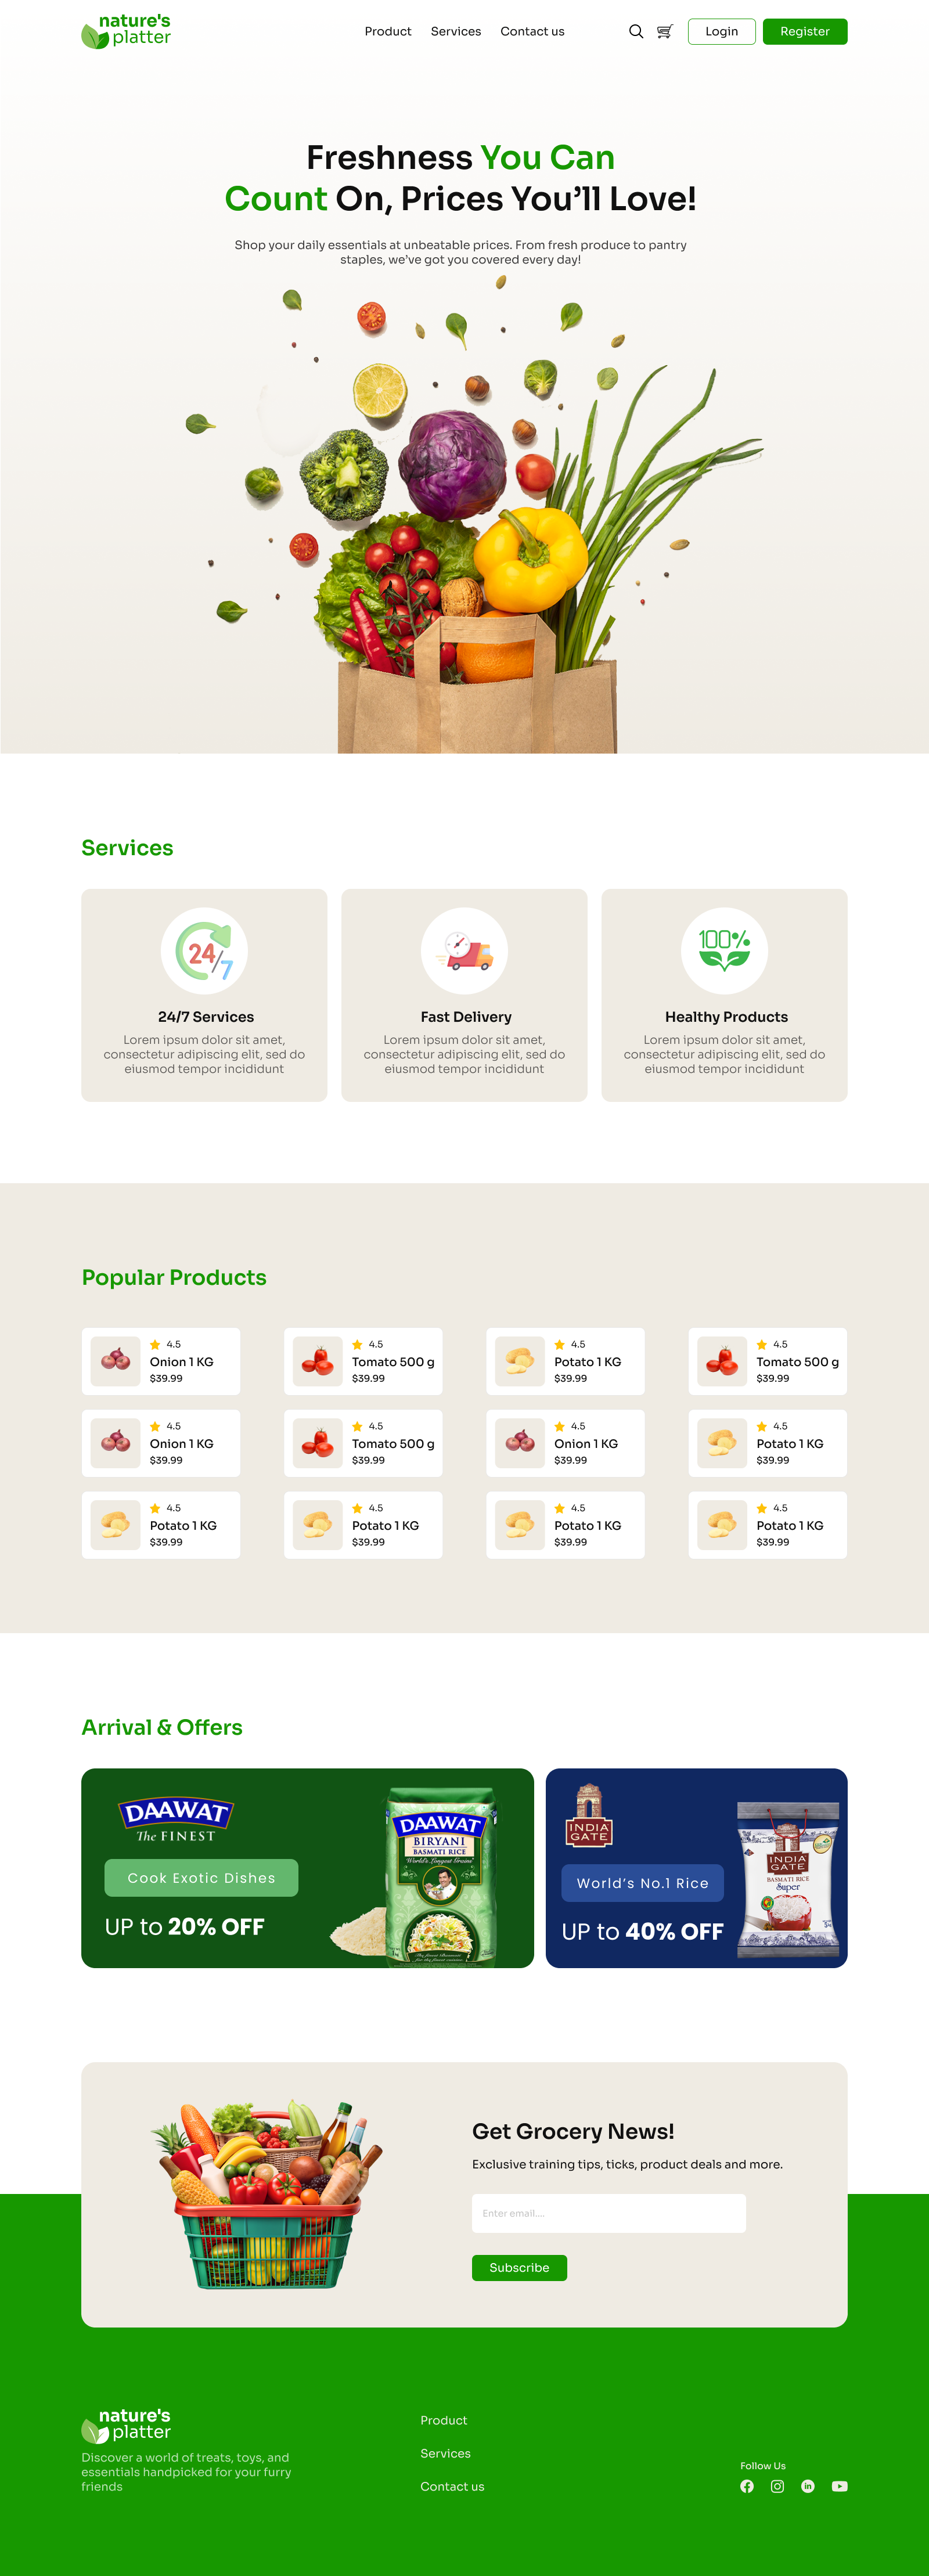 nature's
platter
Product
Services
Contact us
Login
Register
Freshness You Can
Count On, Prices You’ll Love!
Shop your daily essentials at unbeatable prices. From fresh produce to pantry
staples, we’ve got you covered every day!
Services
24/7
24/7 Services
Lorem ipsum dolor sit amet,
consectetur adipiscing elit, sed do
eiusmod tempor incididunt
Fast Delivery
Lorem ipsum dolor sit amet,
consectetur adipiscing elit, sed do
eiusmod tempor incididunt
100%
Healthy Products
Lorem ipsum dolor sit amet,
consectetur adipiscing elit, sed do
eiusmod tempor incididunt
Popular Products
4.5
Onion 1 KG
$39.99
4.5
Tomato 500 g
$39.99
4.5
Potato 1 KG
$39.99
4.5
Tomato 500 g
$39.99
4.5
Onion 1 KG
$39.99
4.5
Tomato 500 g
$39.99
4.5
Onion 1 KG
$39.99
4.5
Potato 1 KG
$39.99
4.5
Potato 1 KG
$39.99
4.5
Potato 1 KG
$39.99
4.5
Potato 1 KG
$39.99
4.5
Potato 1 KG
$39.99
Arrival & Offers
DAAWAT
The FINEST
Cook Exotic Dishes
UP to 20% OFF
DAAWAT
BIRYANI
BASMATI RICE
World's Longest Grains
INDIA
GATE
World’s No.1 Rice
UP to 40% OFF
INDIA
GATE
BASMATI RICE
Super
Get Grocery News!
Exclusive training tips, ticks, product deals and more.
Enter email....
Subscribe
nature's
platter
Discover a world of treats, toys, and
essentials handpicked for your furry
friends
Product
Services
Contact us
Follow Us
in